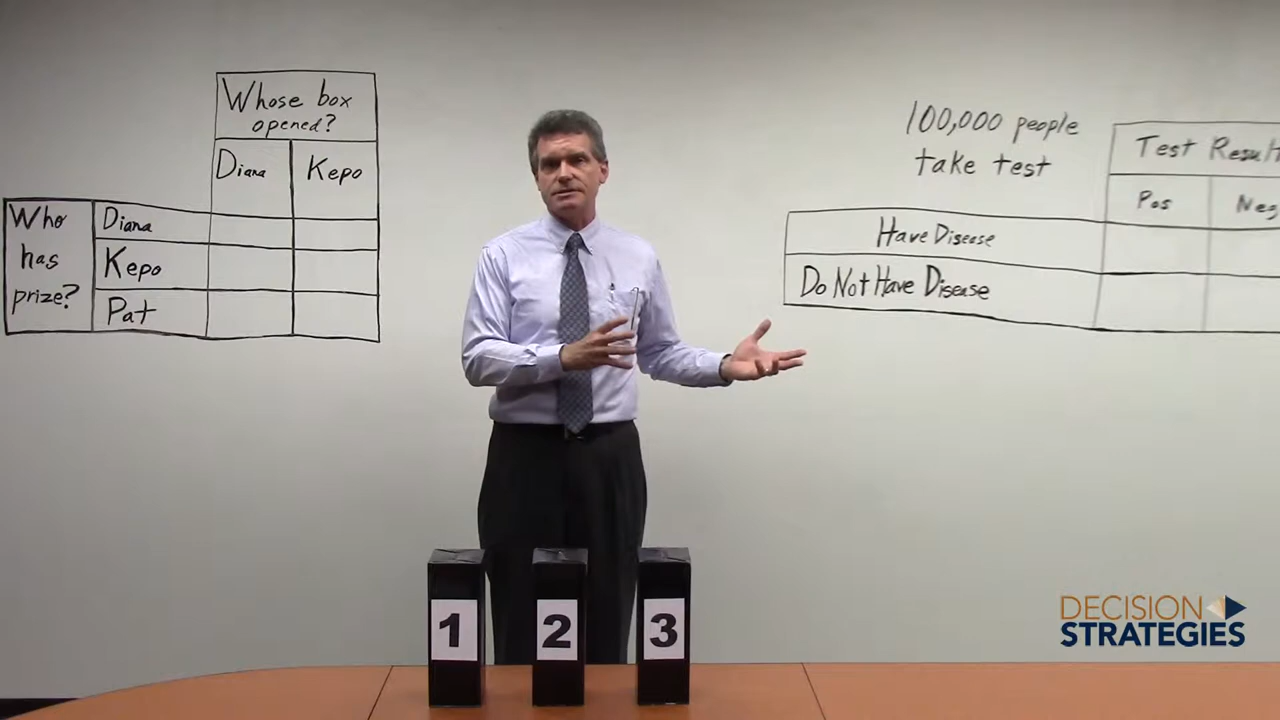 Whose box
opened?
Diana
Kepo
Who
has
prize?
Diana
Kepo
Pat
100,000 people
take test
Test Result
Pos
Neg
Have Disease
Do Not Have Disease
1
2
3
DECISION
STRATEGIES